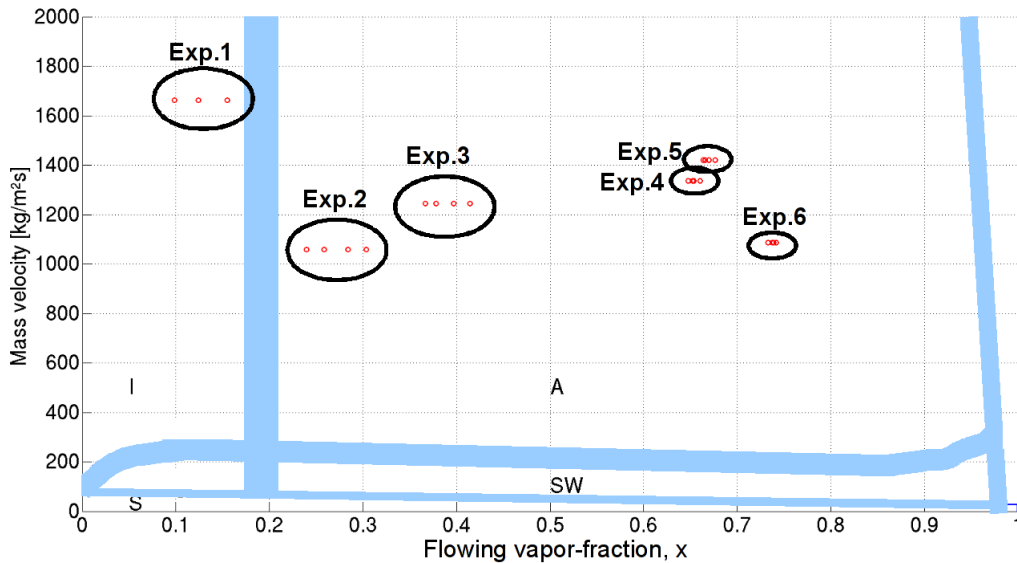 2000
1800
1600
1400
1200
1000
800
600
400
200
0
Mass velocity [kg/m²s]
Exp.1
Exp.2
Exp.3
Exp.5
Exp.4
Exp.6
I
A
SW
S
0 0.1 0.2 0.3 0.4 0.5 0.6 0.7 0.8 0.9 1
Flowing vapor-fraction, x